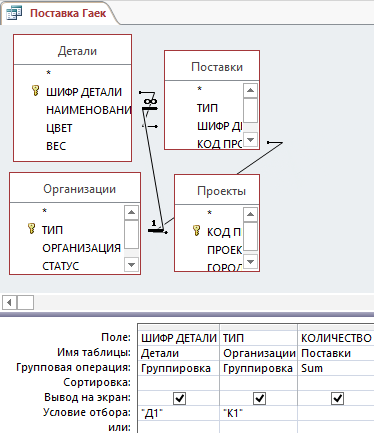 Поставка Гаек
Детали
*
ШИФР ДЕТАЛИ
НАИМЕНОВАНИ
ЦВЕТ
ВЕС
Поставки
*
ТИП
ШИФР Д
КОД ПРО
Организации
*
ТИП
ОРГАНИЗАЦИЯ
СТАТУС
1
Проекты
*
КОД П
ПРОЕК
ГОРОД
Поле: ШИФР ДЕТАЛИ ТИП КОЛИЧЕСТВО
Имя таблицы: Детали Организации Поставки
Групповая операция: Группировка Группировка Sum
Сортировка:
Вывод на экран:
Условие отбора: "Д1" "К1"
или: